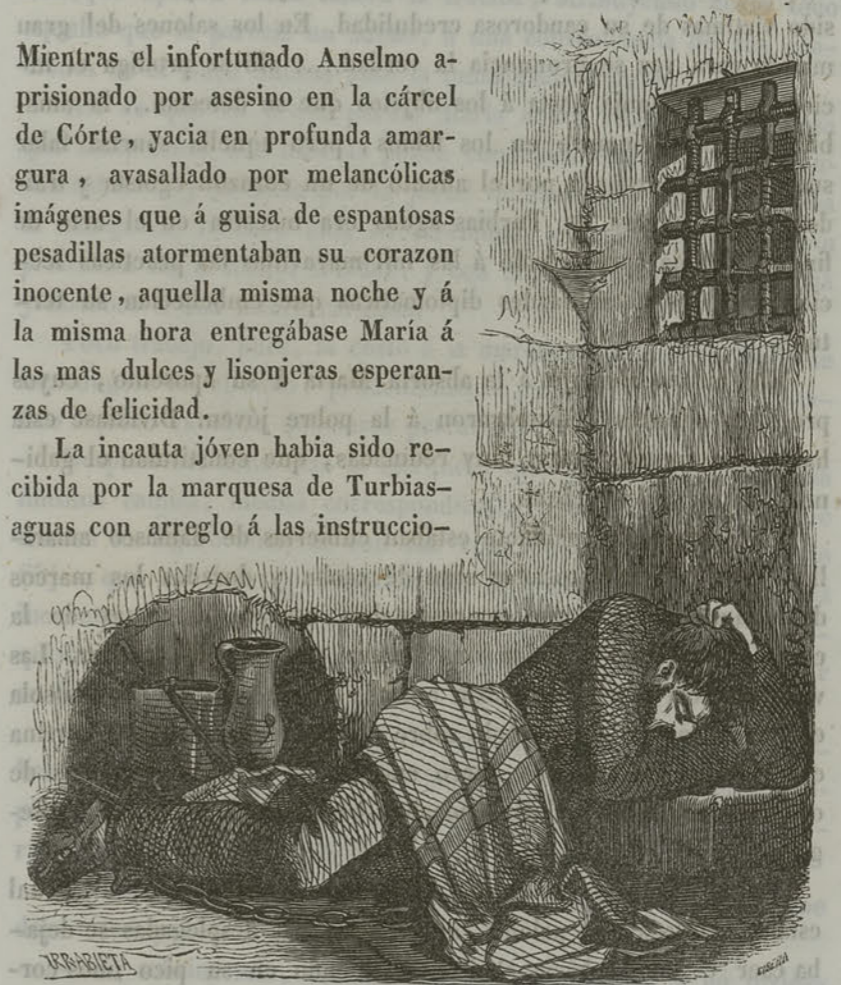 Mientras el infortunado Anselmo a-
prisionado por asesino en la cárcel
de Córte, yacia en profunda amar-
gura, avasallado por melancólicas
imágenes que á guisa de espantosas
pesadillas atormentaban su corazon
inocente, aquella misma noche y á
la misma hora entregábase María á
las mas dulces y lisonjeras esperan-
zas de felicidad.
La incauta jóven habia sido re-
cibida por la marquesa de Turbias-
aguas con arreglo á las instruccio-
URRABIETA